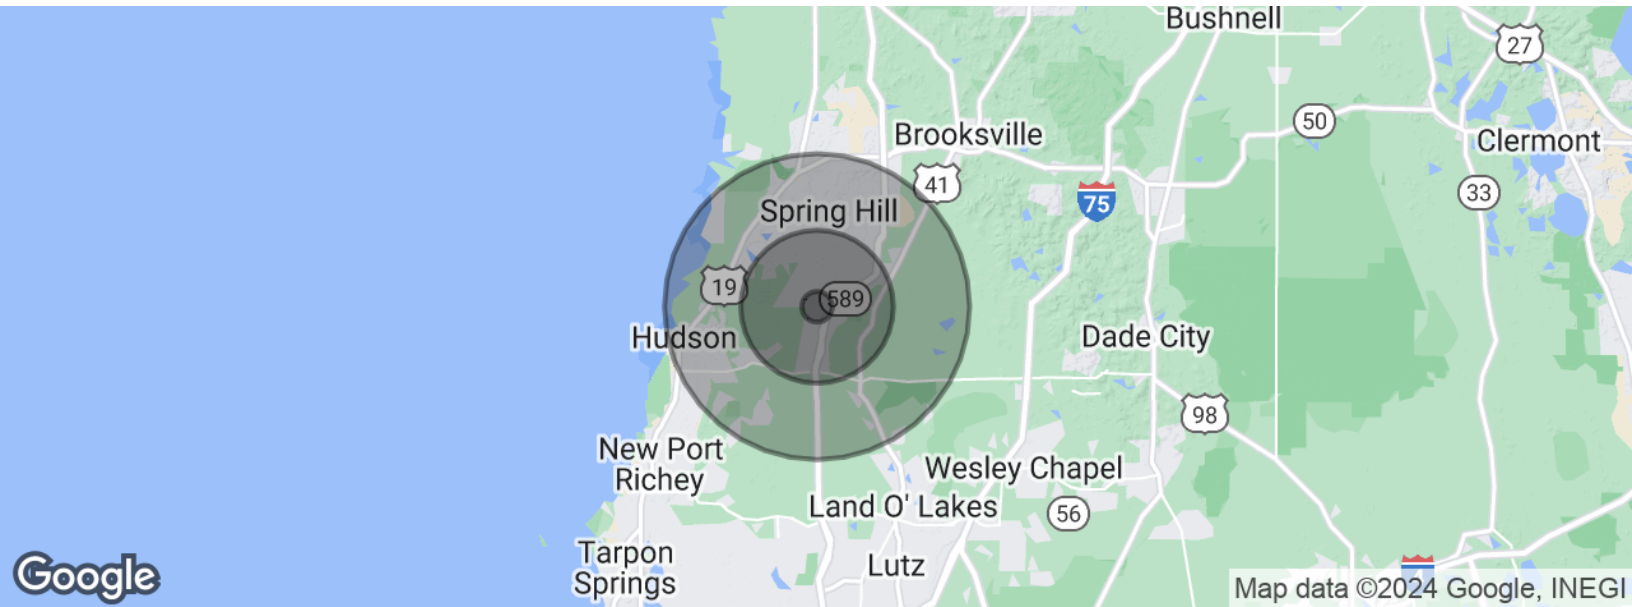 Bushnell
27
50
Brooksville
Clermont
41
75
33
Spring Hill
19
589
Hudson
Dade City
98
New Port
Richey
Wesley Chapel
Land O' Lakes
56
Tarpon
Springs
Lutz
Google
Map data ©2024 Google, INEGI